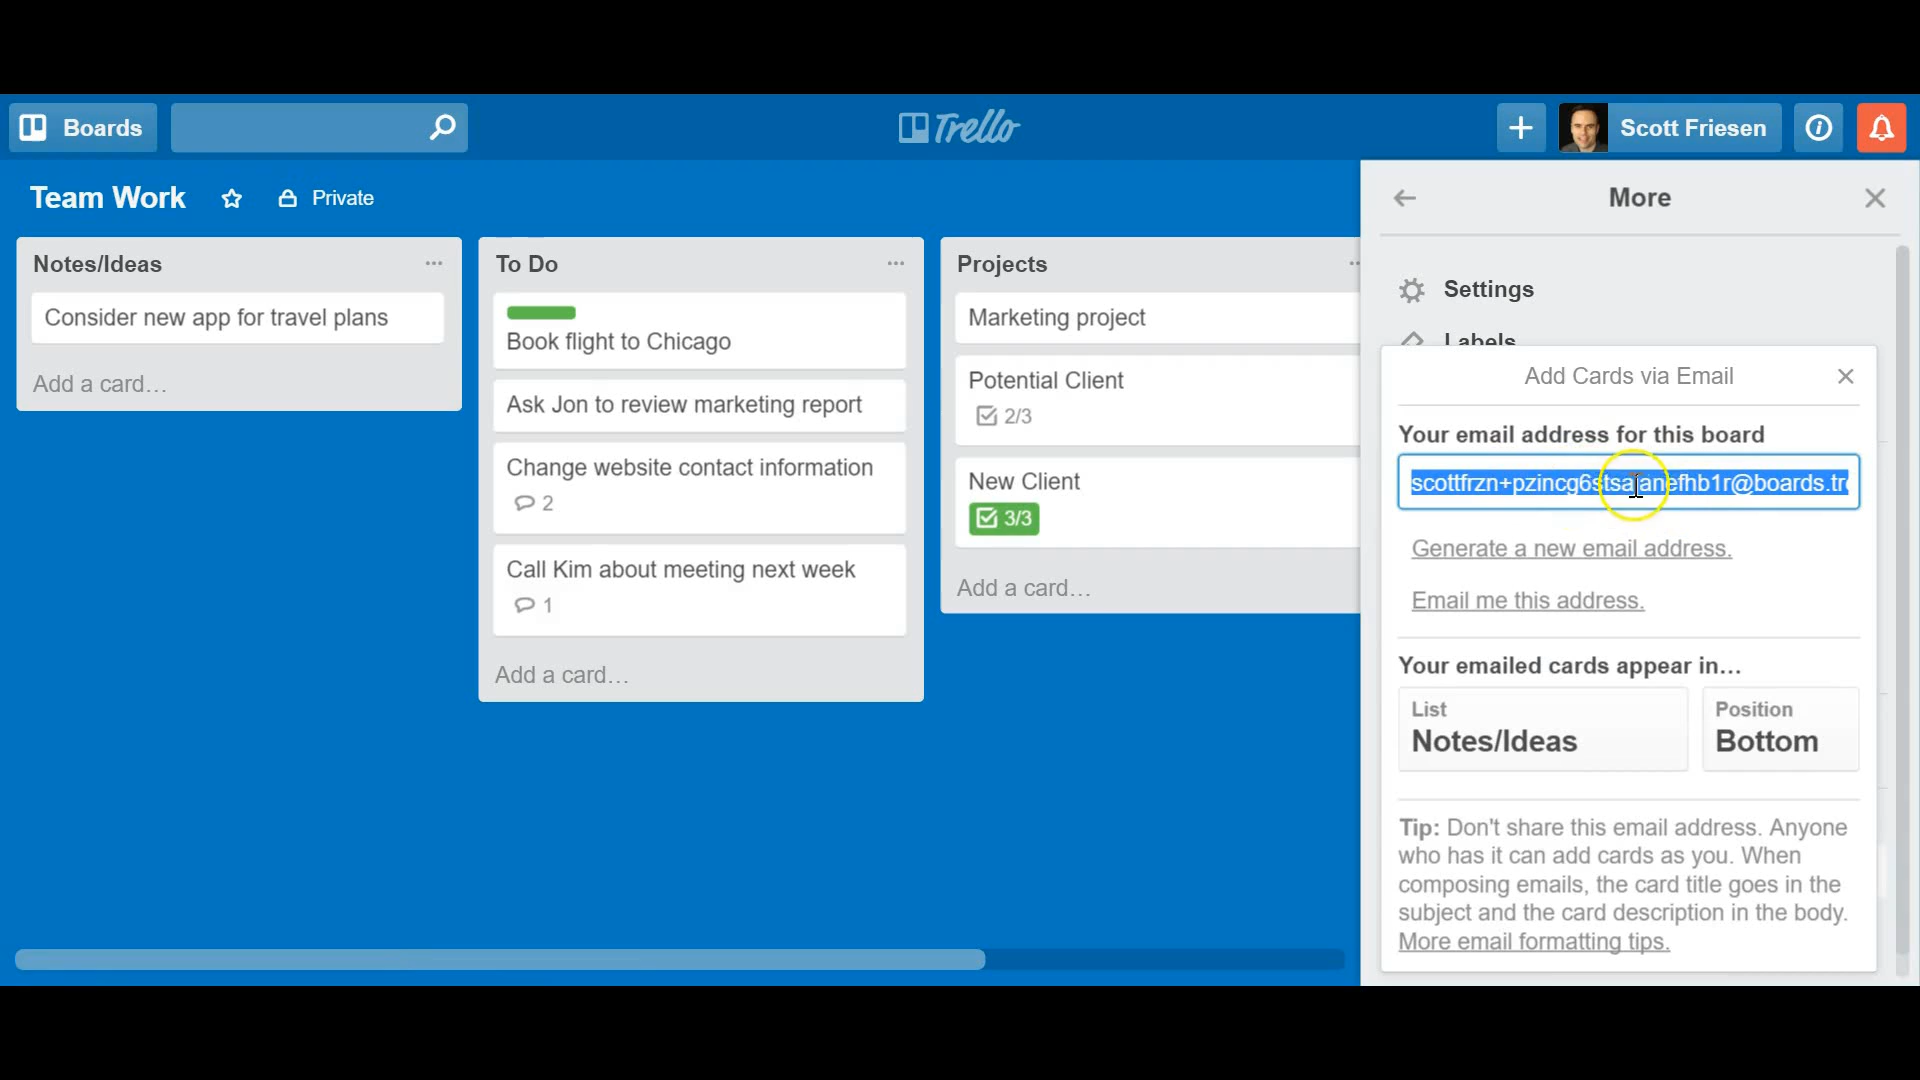 Boards
Trello
Scott Friesen
Team Work
Private
More
Notes/Ideas
Consider new app for travel plans
Add a card…
To Do
Book flight to Chicago
Ask Jon to review marketing report
Change website contact information
2
Call Kim about meeting next week
1
Add a card…
Projects
Marketing project
Potential Client
2/3
New Client
3/3
Add a card…
Settings
Labels
Add Cards via Email
Your email address for this board
Generate a new email address.
Email me this address.
Your emailed cards appear in…
List
Notes/Ideas
Position
Bottom
Tip: Don't share this email address. Anyone
who has it can add cards as you. When
composing emails, the card title goes in the
subject and the card description in the body.
More email formatting tips.